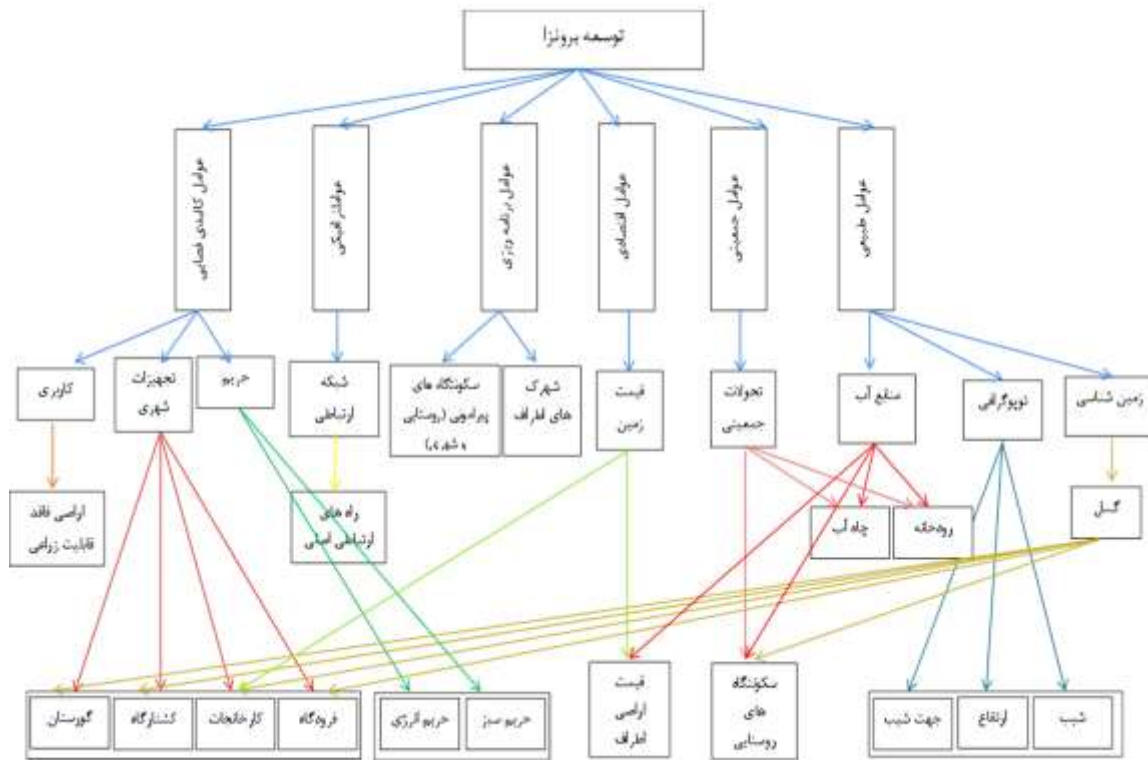 توسعه برونزا
عوامل طبیعی
عوامل جمعیتی
عوامل اقتصادی
عوامل برنامه ریزی
عوامل ترافیکی
عوامل کالبدی فضایی
زمین شناسی
توپوگرافی
منابع آب
تحولات
جمعیتی
قیمت
زمین
شهرک
های اطراف
سکونتگاه های
پیرامونی (روستایی
و شهری)
شبکه
ارتباطی
حریم
تجهیزات
شهری
کاربری
گسل
رودخانه
چاه آب
راه های
ارتباطی اصلی
اراضی فاقد
قابلیت زراعی
شیب
ارتفاع
جهت شیب
سکونتگاه
های
روستایی
قیمت
اراضی
اطراف
حریم سبز
حریم انرژی
فرودگاه
کارخانجات
کشتارگاه
گورستان